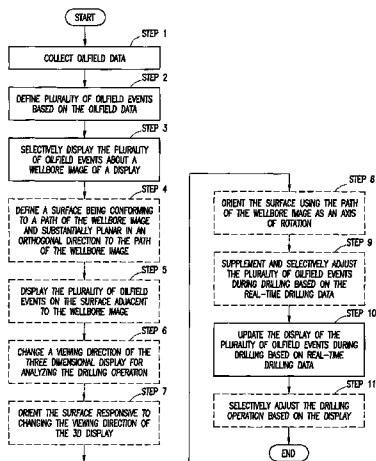 START
STEP 1
COLLECT OILFIELD DATA
STEP 2
DEFINE PLURALITY OF OILFIELD EVENTS
BASED ON THE OILFIELD DATA
STEP 3
SELECTIVELY DISPLAY THE PLURALITY
OF OILFIELD EVENTS ABOUT A
WELLBORE IMAGE OF A DISPLAY
STEP 4
DEFINE A SURFACE BEING CONFORMING
TO A PATH OF THE WELLBORE IMAGE
AND SUBSTANTIALLY PLANAR IN AN
ORTHOGONAL DIRECTION TO THE PATH
OF THE WELLBORE IMAGE
STEP 5
DISPLAY THE PLURALITY OF OILFIELD
EVENTS ON THE SURFACE ADJACENT
TO WELLBORE IMAGE
STEP 6
CHANGE A VIEWING DIRECTION OF THE
THREE DIMENSIONAL DISPLAY FOR
ANALYZING THE DRILLING OPERATION
STEP 7
ORIENT THE SURFACE RESPONSIVE TO
CHANGING THE VIEWING DIRECTION OF
THE 3D DISPLAY
STEP 8
ORIENT THE SURFACE USING THE PATH
OF THE WELLBORE IMAGE AS AN AXIS
OF ROTATION
STEP 9
SUPPLEMENT AND SELECTIVELY ADJUST
THE PLURALITY OF OILFIELD EVENTS
DURING DRILLING BASED ON THE
REAL-TIME DRILLING DATA
STEP 10
UPDATE THE DISPLAY OF THE
PLURALITY OF OILFIELD EVENTS DURING
DRILLING BASED ON REAL-TIME
DRILLING DATA
STEP 11
SELECTIVELY ADJUST THE DRILLING
OPERATION BASED ON THE DISPLAY
END